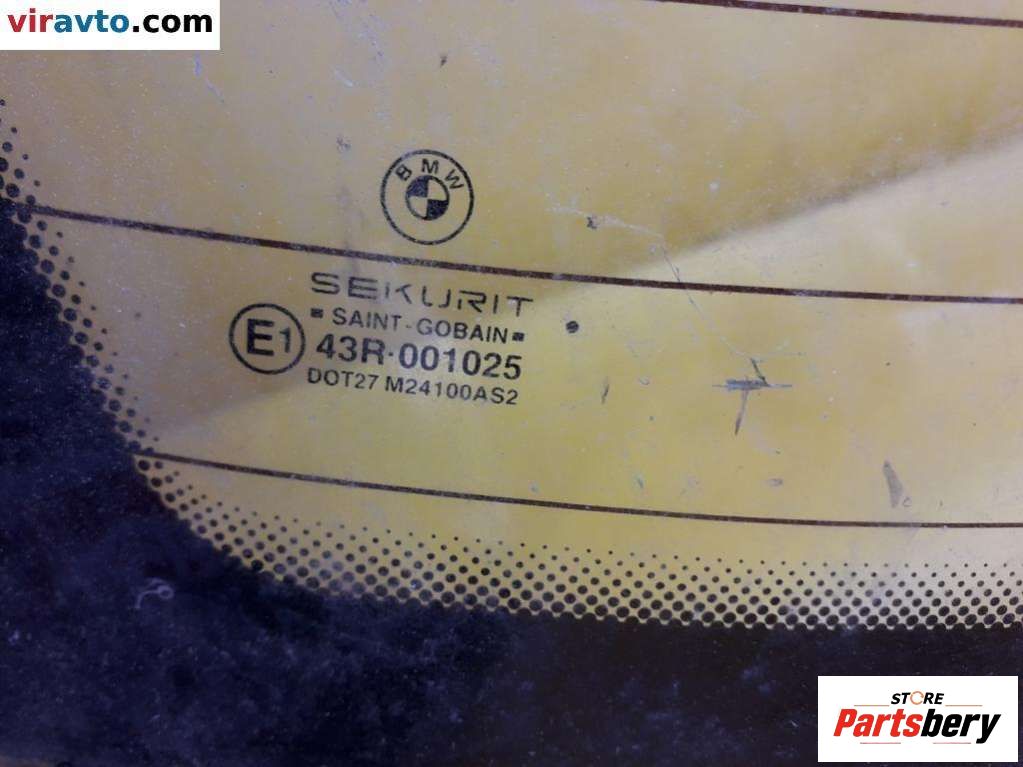 viravto.com
BMW
SEKURIT
SAINT-GOBAIN
E1
43R-001025
DOT27 M24100AS2
STORE
Partsbery